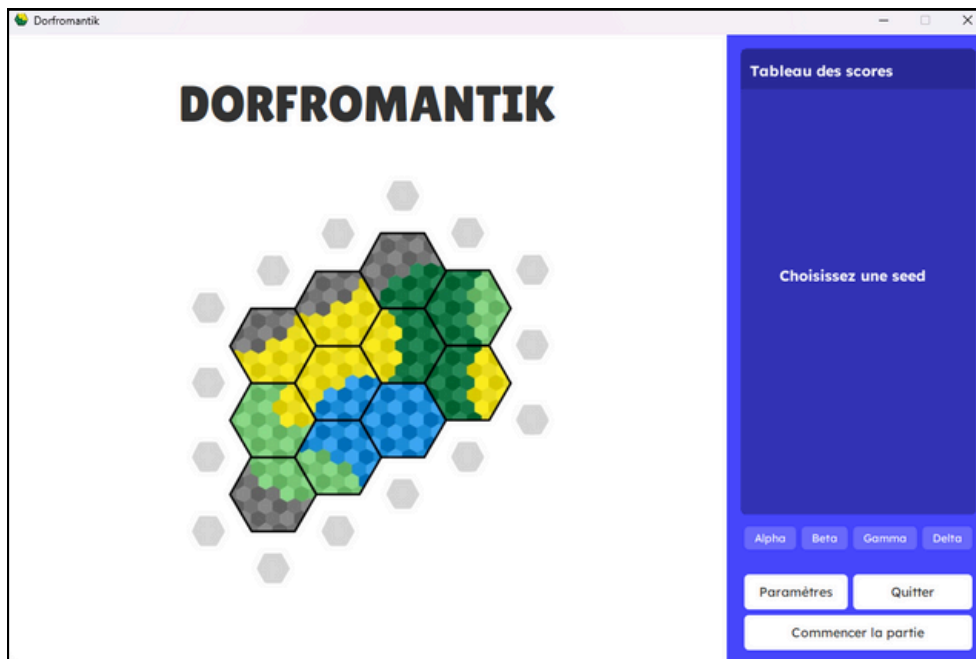 Dorfromantik
DORFROMANTIK
Tableau des scores
Choisissez une seed
Alpha
Beta
Gamma
Delta
Paramètres
Quitter
Commencer la partie